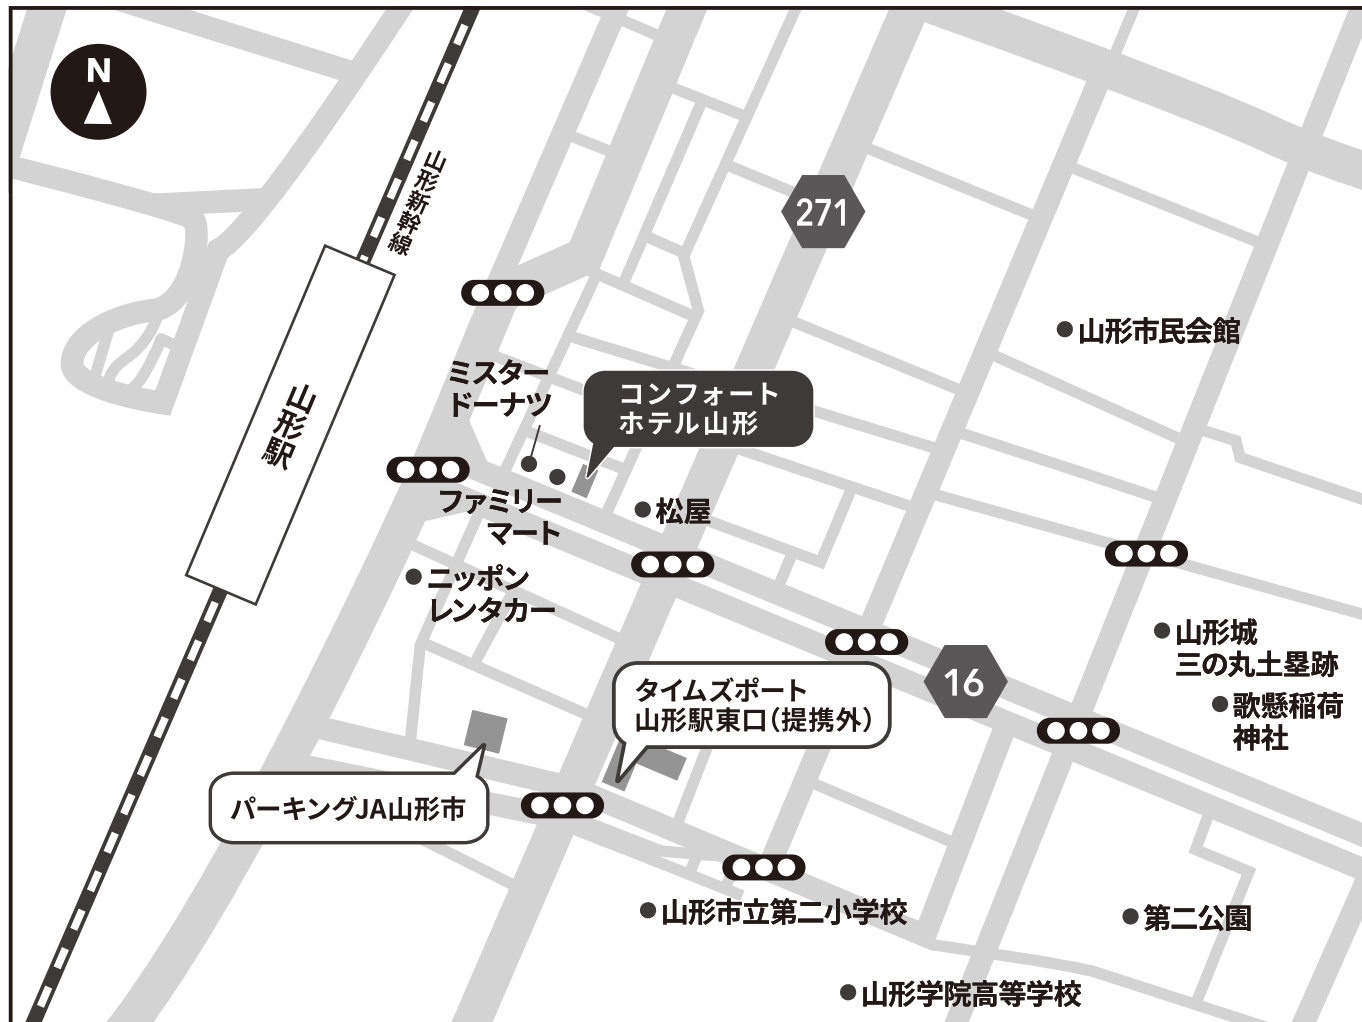 N
山形新幹線
271
山形市民会館
ミスター
ドーナツ
コンフォート
ホテル山形
山形駅
ファミリー
マート
松屋
ニッポン
レンタカー
山形城
三の丸土塁跡
歌懸稲荷
神社
タイムズポート
山形駅東口(提携外)
16
パーキングJA山形市
山形市立第二小学校
第二公園
山形学院高等学校